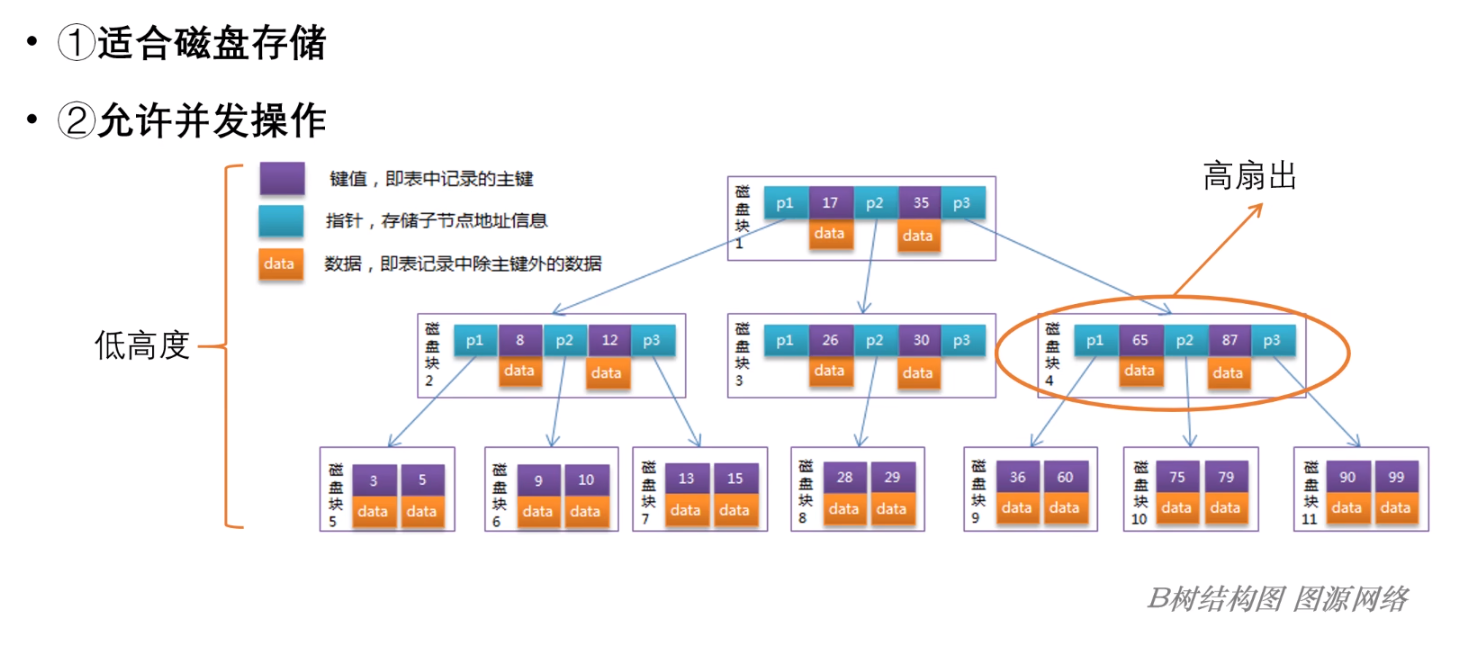 • ①适合磁盘存储
• ②允许并发操作
键值，即表中记录的主键
指针，存储子节点地址信息
data 数据，即表记录中除主键外的数据
低高度
高扇出
磁盘块1 p1 17 p2 35 p3
data data
磁盘块2 p1 8 p2 12 p3
data data
磁盘块3 p1 26 p2 30 p3
data data
磁盘块4 p1 65 p2 87 p3
data data
磁盘块5 3 5
data data
磁盘块6 9 10
data data
磁盘块7 13 15
data data
磁盘块8 28 29
data data
磁盘块9 36 60
data data
磁盘块10 75 79
data data
磁盘块11 90 99
data data
B树结构图 图源网络